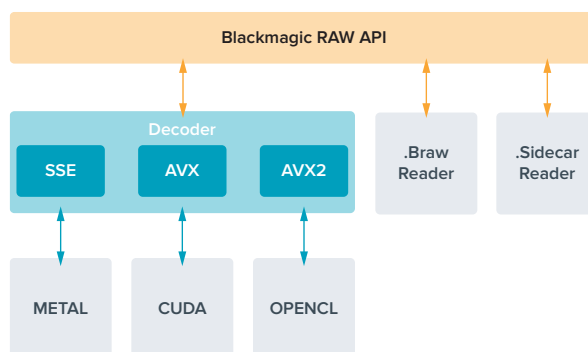 Blackmagic RAW API
Decoder
SSE
AVX
AVX2
.Braw
Reader
.Sidecar
Reader
METAL
CUDA
OPENCL